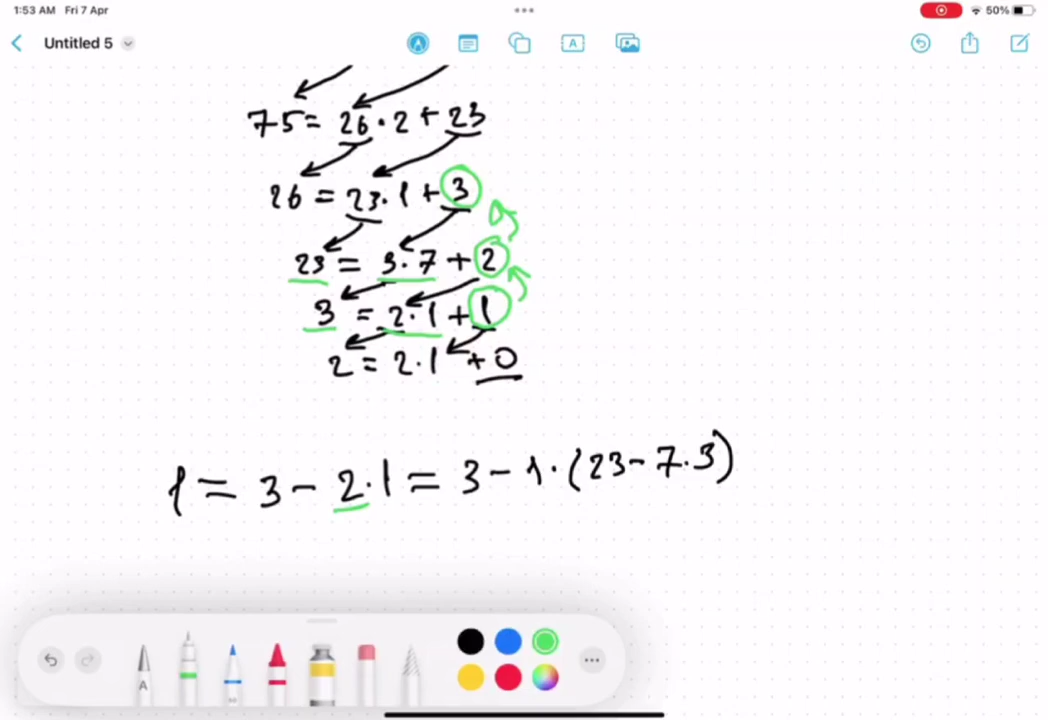 1:53 AM Fri 7 Apr
50%
Untitled 5
A
75 = 26 · 2 + 23
26 = 23 · 1 + 3
23 = 3 · 7 + 2
3 = 2 · 1 + 1
2 = 2 · 1 + 0
1 = 3 - 2 · 1 = 3 - 1 · (23 - 7 · 3)
A